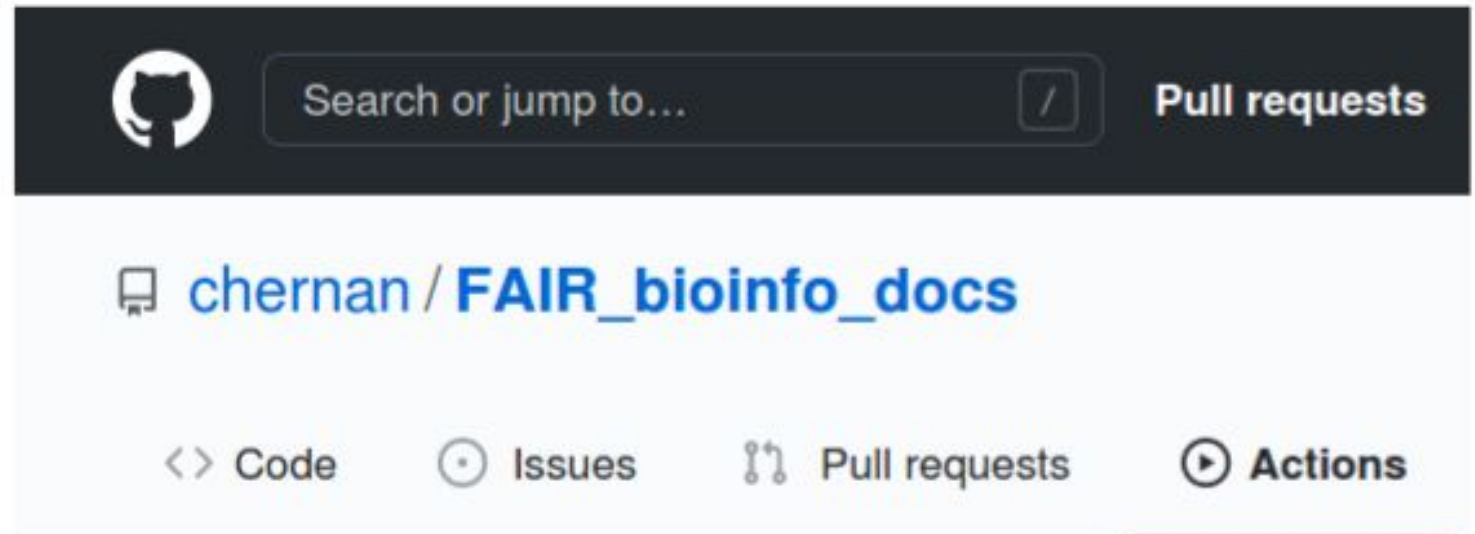 Search or jump to... / Pull requests
chernan / FAIR_bioinfo_docs
Code Issues Pull requests Actions